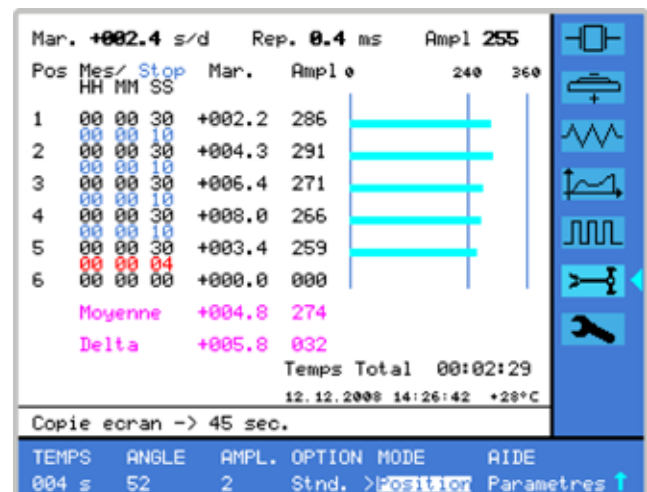 Mar. +002.4 s/d Rep. 0.4 ms Ampl 255
Pos Mes/ Stop Mar. Ampl 0 240 360
HH MM SS
1 00 00 30 +002.2 286
00 00 10
2 00 00 30 +004.3 291
00 00 10
3 00 00 30 +006.4 271
00 00 10
4 00 00 30 +008.0 266
00 00 10
5 00 00 30 +003.4 259
00 00 04
6 00 00 00 +000.0 000
Moyenne +004.8 274
Delta +005.8 032
Temps Total 00:02:29
12.12.2008 14:26:42 +28°C
Copie ecran -> 45 sec.
TEMPS ANGLE AMPL. OPTION MODE AIDE
004 s 52 2 Stnd. >Position Parametres ↑